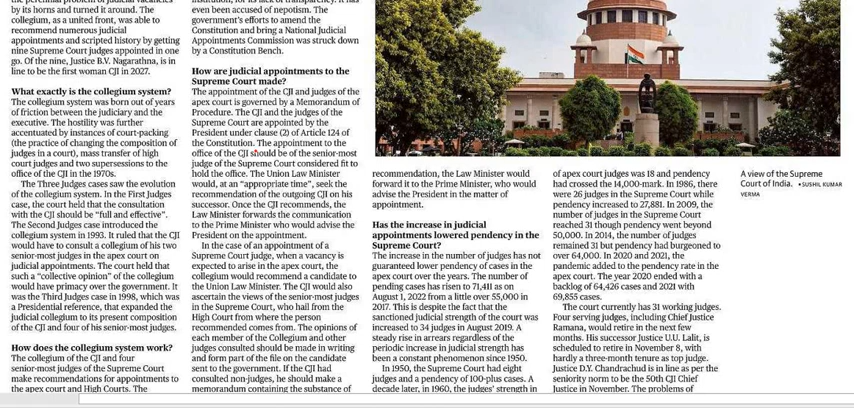 the perennial problem of judicial vacancies
by its horns and turned it around. The
collegium, as a united front, was able to
recommend numerous judicial
appointments and scripted history by getting
nine Supreme Court judges appointed in one
go. Of the nine, Justice B.V. Nagarathna, is in
line to be the first woman CJI in 2027.
What exactly is the collegium system?
The collegium system was born out of years
of friction between the judiciary and the
executive. The hostility was further
accentuated by instances of court-packing
(the practice of changing the composition of
judges in a court), mass transfer of high
court judges and two supersessions to the
office of the CJI in the 1970s.
The Three Judges cases saw the evolution
of the collegium system. In the First Judges
case, the court held that the consultation
with the CJI should be “full and effective”.
The Second Judges case introduced the
collegium system in 1993. It ruled that the CJI
would have to consult a collegium of his two
senior-most judges in the apex court on
judicial appointments. The court held that
such a “collective opinion” of the collegium
would have primacy over the government. It
was the Third Judges case in 1998, which was
a Presidential reference, that expanded the
judicial collegium to its present composition
of the CJI and four of his senior-most judges.
How does the collegium system work?
The collegium of the CJI and four
senior-most judges of the Supreme Court
make recommendations for appointments to
the apex court and High Courts. The
institution, for its lack of transparency. It has
even been accused of nepotism. The
government’s efforts to amend the
Constitution and bring a National Judicial
Appointments Commission was struck down
by a Constitution Bench.
How are judicial appointments to the
Supreme Court made?
The appointment of the CJI and judges of the
apex court is governed by a Memorandum of
Procedure. The CJI and the judges of the
Supreme Court are appointed by the
President under clause (2) of Article 124 of
the Constitution. The appointment to the
office of the CJI should be of the senior-most
judge of the Supreme Court considered fit to
hold the office. The Union Law Minister
would, at an “appropriate time”, seek the
recommendation of the outgoing CJI on his
successor. Once the CJI recommends, the
Law Minister forwards the communication
to the Prime Minister who would advise the
President on the appointment.
In the case of an appointment of a
Supreme Court judge, when a vacancy is
expected to arise in the apex court, the
collegium would recommend a candidate to
the Union Law Minister. The CJI would also
ascertain the views of the senior-most judges
in the Supreme Court, who hail from the
High Court from where the person
recommended comes from. The opinions of
each member of the Collegium and other
judges consulted should be made in writing
and form part of the file on the candidate
sent to the government. If the CJI had
consulted non-judges, he should make a
memorandum containing the substance of
recommendation, the Law Minister would
forward it to the Prime Minister, who would
advise the President in the matter of
appointment.
Has the increase in judicial
appointments lowered pendency in the
Supreme Court?
The increase in the number of judges has not
guaranteed lower pendency of cases in the
apex court over the years. The number of
pending cases has risen to 71,411 as on
August 1, 2022 from a little over 55,000 in
2017. This is despite the fact that the
sanctioned judicial strength of the court was
increased to 34 judges in August 2019. A
steady rise in arrears regardless of the
periodic increase in judicial strength has
been a constant phenomenon since 1950.
In 1950, the Supreme Court had eight
judges and a pendency of 100-plus cases. A
decade later, in 1960, the judges’ strength in
of apex court judges was 18 and pendency
had crossed the 14,000-mark. In 1986, there
were 26 judges in the Supreme Court while
pendency increased to 27,881. In 2009, the
number of judges in the Supreme Court
reached 31 though pendency went beyond
50,000. In 2014, the number of judges
remained 31 but pendency had burgeoned to
over 64,000. In 2020 and 2021, the
pandemic added to the pendency rate in the
apex court. The year 2020 ended with a
backlog of 64,426 cases and 2021 with
69,855 cases.
The court currently has 31 working judges.
Four serving judges, including Chief Justice
Ramana, would retire in the next few
months. His successor Justice U.U. Lalit, is
scheduled to retire in November 8, with
hardly a three-month tenure as top judge.
Justice D.Y. Chandrachud is in line as per the
seniority norm to be the 50th CJI Chief
Justice in November. The problems of
A view of the Supreme
Court of India. • SUSHIL KUMAR
VERMA